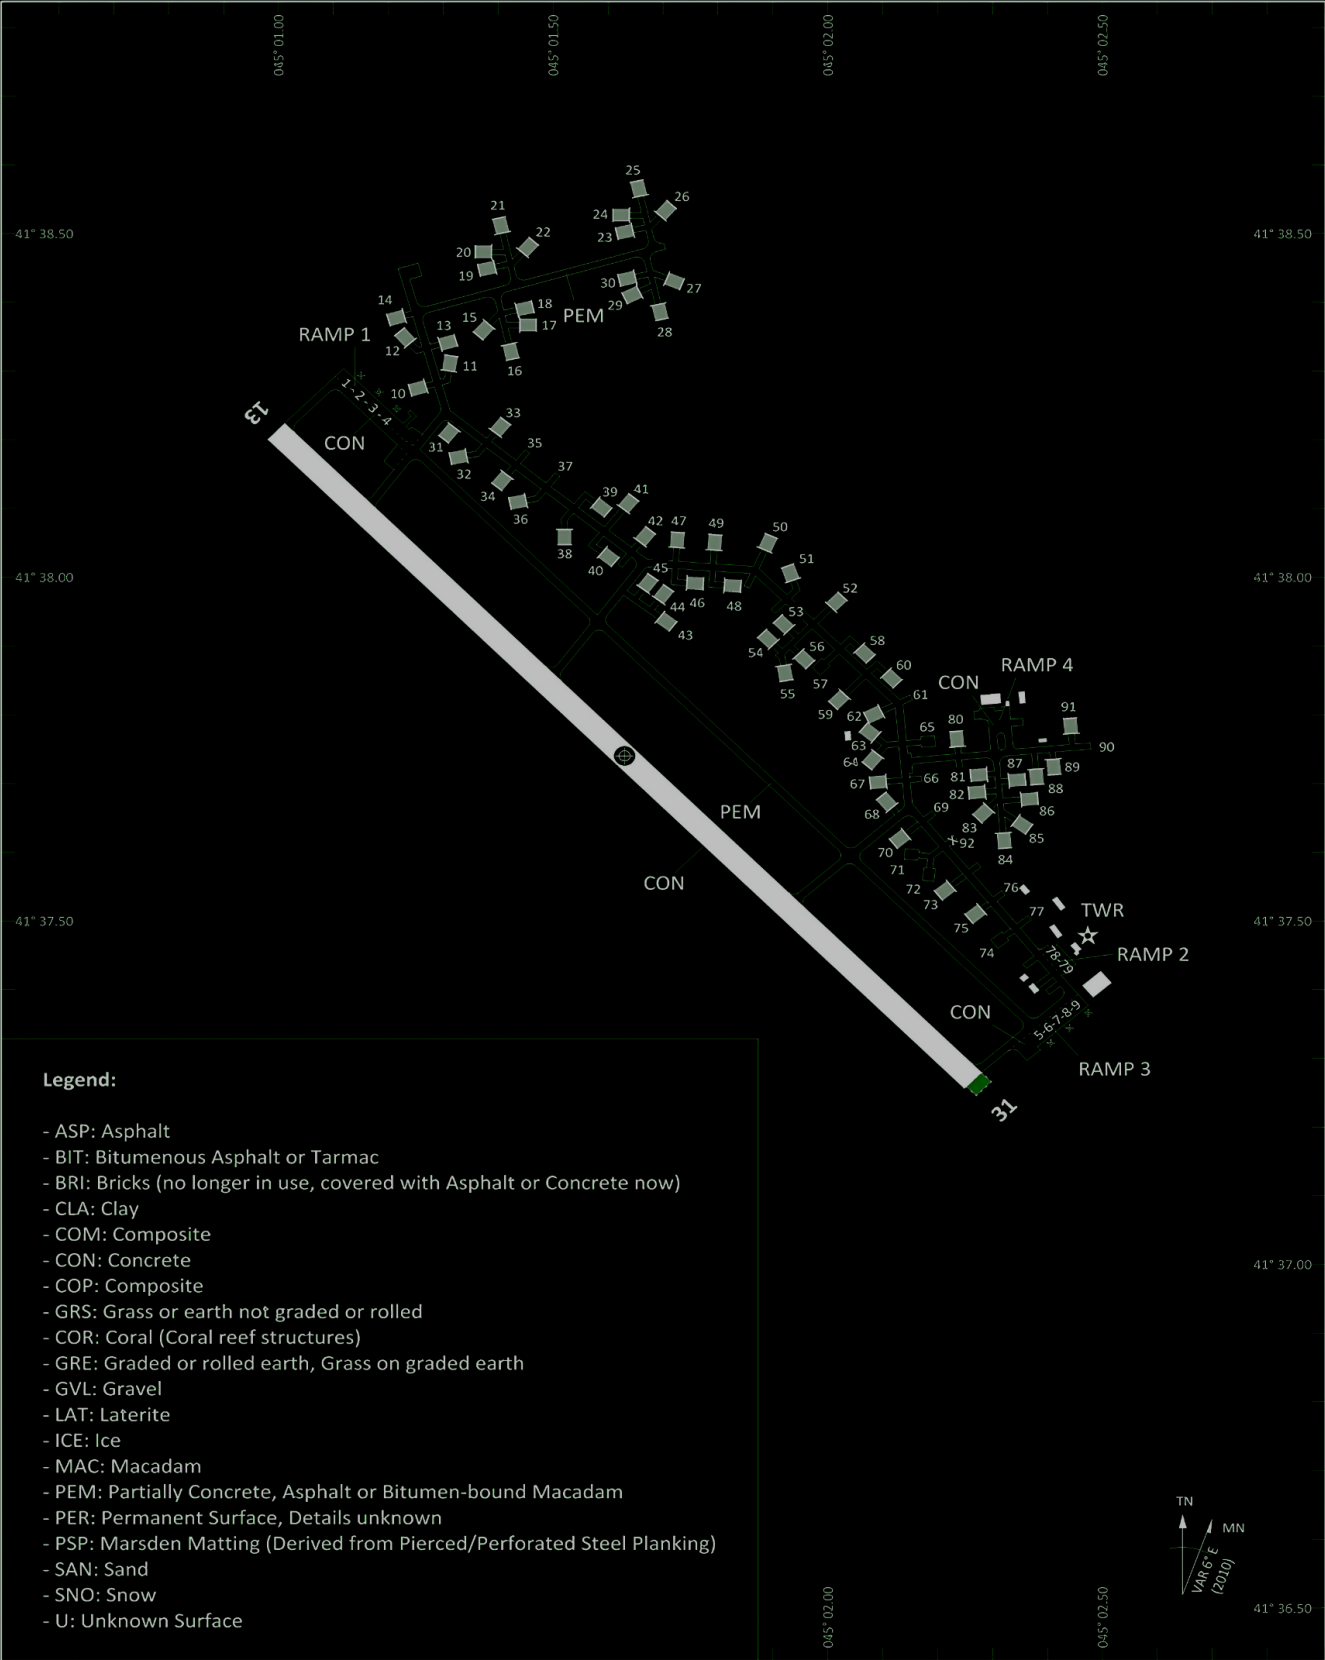 045° 01.00
045° 01.50
045° 02.00
045° 02.50
25
26
24
23
21
22
41° 38.50
41° 38.50
20
19
30
27
29
28
14
18
17
15
PEM
13
RAMP 1
12
11
16
10
1 - 2 - 3 - 4
13
33
CON
31
35
32
37
34
39
41
36
42
47
49
50
38
51
40
45
41° 38.00
41° 38.00
46
48
52
44
53
43
58
54
56
60
RAMP 4
55
57
CON
61
59
62
91
80
65
63
90
64
87
89
81
66
67
82
88
86
PEM
69
68
83
85
92
84
70
71
CON
72
76
73
77
TWR
41° 37.50
41° 37.50
75
74
78-79
RAMP 2
CON
5-6-7-8-9
RAMP 3
31
Legend:
- ASP: Asphalt
- BIT: Bitumenous Asphalt or Tarmac
- BRI: Bricks (no longer in use, covered with Asphalt or Concrete now)
- CLA: Clay
- COM: Composite
- CON: Concrete
- COP: Composite
- GRS: Grass or earth not graded or rolled
- COR: Coral (Coral reef structures)
- GRE: Graded or rolled earth, Grass on graded earth
- GVL: Gravel
- LAT: Laterite
- ICE: Ice
- MAC: Macadam
- PEM: Partially Concrete, Asphalt or Bitumen-bound Macadam
- PER: Permanent Surface, Details unknown
- PSP: Marsden Matting (Derived from Pierced/Perforated Steel Planking)
- SAN: Sand
- SNO: Snow
- U: Unknown Surface
41° 37.00
TN
MN
VAR 6° E
(2010)
41° 36.50
045° 02.00
045° 02.50